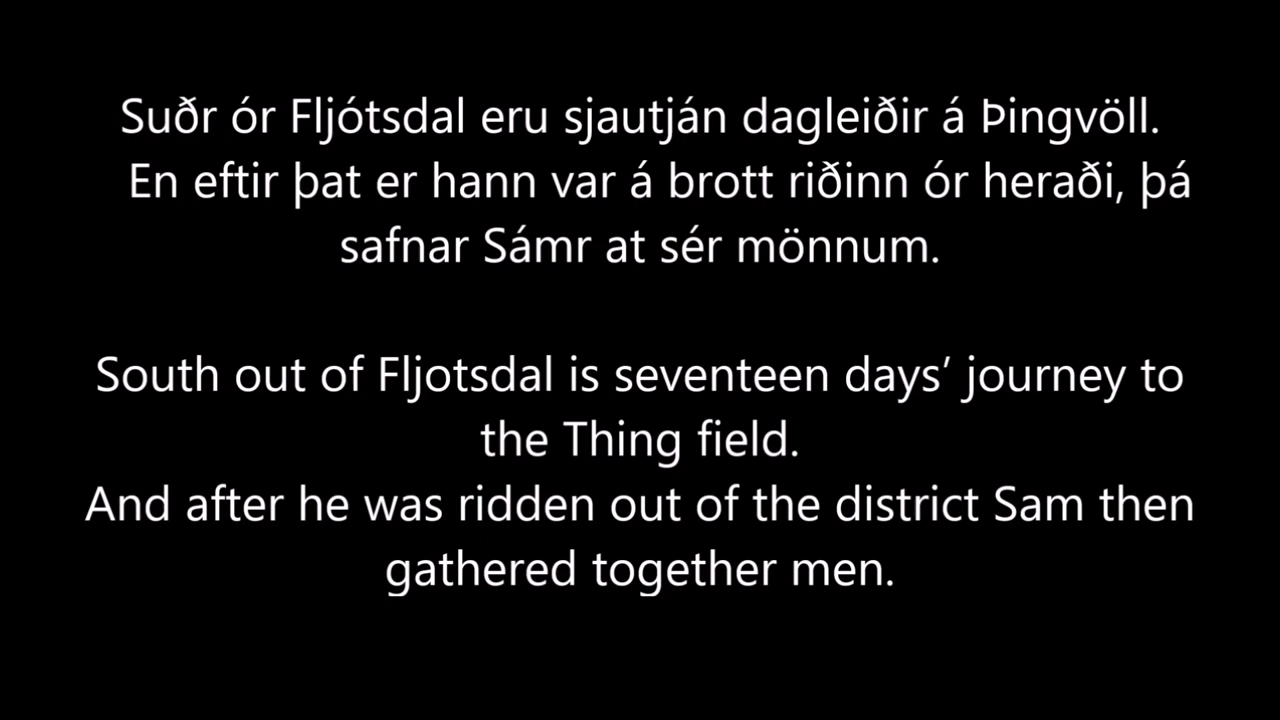 Suðr ór Fljótsdal eru sjautján dagleiðir á Þingvöll.
En eftir þat er hann var á brott riðinn ór heraði, þá
safnar Sámr at sér mönnum.
South out of Fljotsdal is seventeen days’ journey to
the Thing field.
And after he was ridden out of the district Sam then
gathered together men.